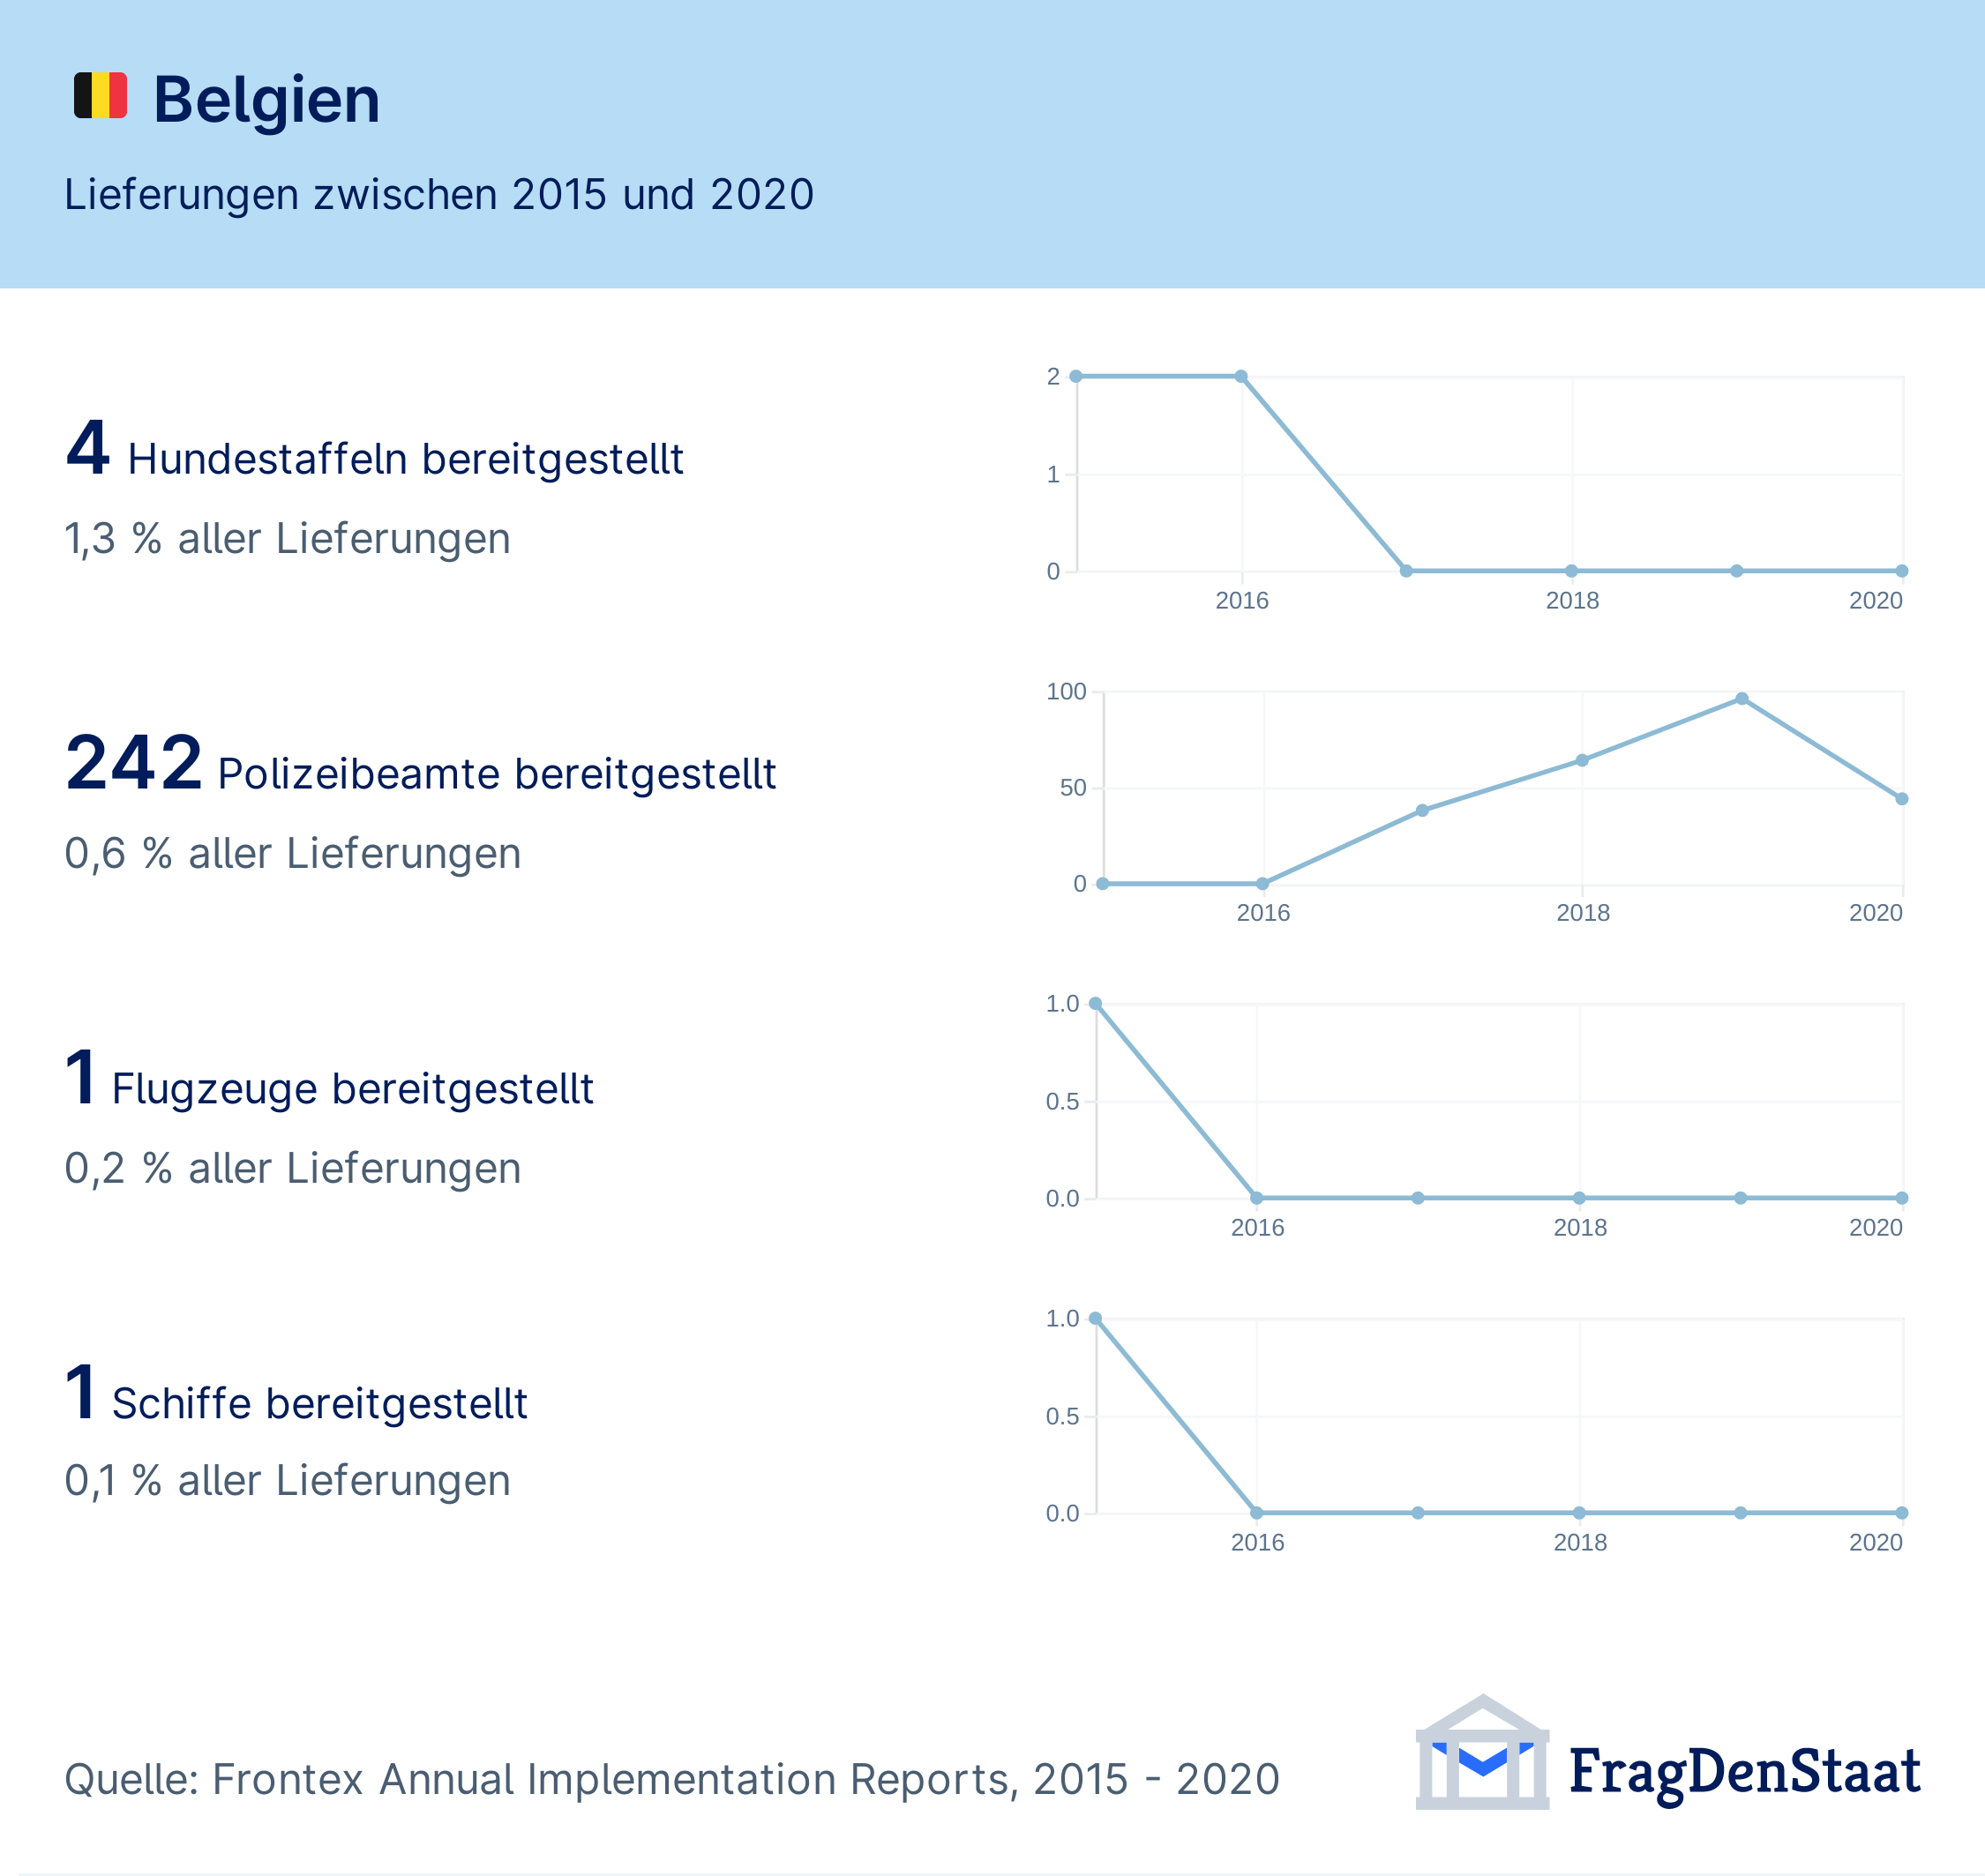 Belgien
Lieferungen zwischen 2015 und 2020
4 Hundestaffeln bereitgestellt
1,3 % aller Lieferungen
2
1
0
2016 2018 2020
242 Polizeibeamte bereitgestellt
0,6 % aller Lieferungen
100
50
0
2016 2018 2020
1 Flugzeuge bereitgestellt
0,2 % aller Lieferungen
1.0
0.5
0.0
2016 2018 2020
1 Schiffe bereitgestellt
0,1 % aller Lieferungen
1.0
0.5
0.0
2016 2018 2020
Quelle: Frontex Annual Implementation Reports, 2015 - 2020
FragDenStaat